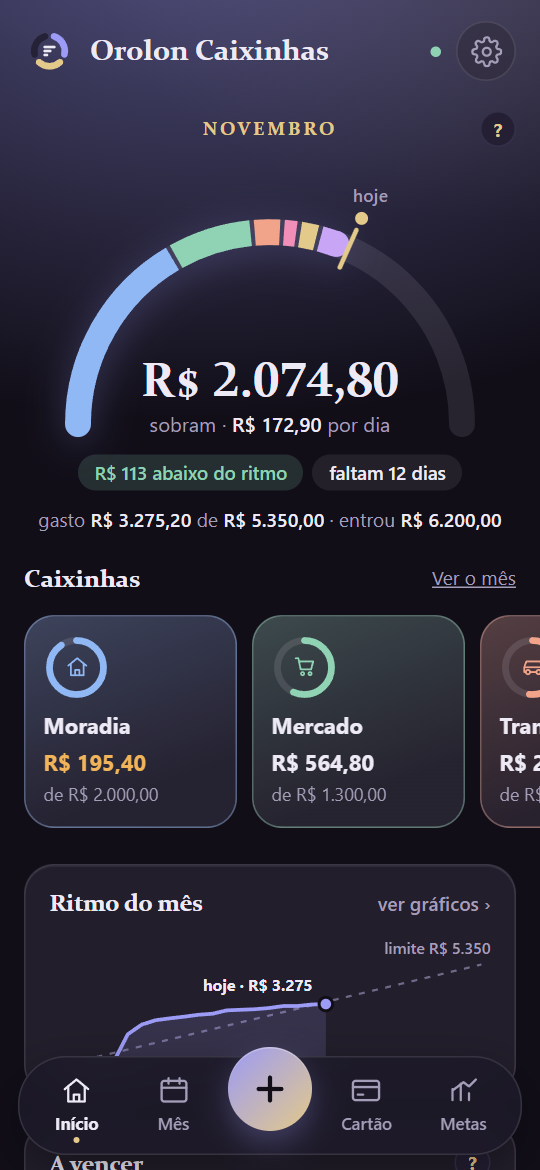 Orolon Caixinhas
NOVEMBRO
?
hoje
R$ 2.074,80
sobram · R$ 172,90 por dia
R$ 113 abaixo do ritmo
faltam 12 dias
gasto R$ 3.275,20 de R$ 5.350,00 · entrou R$ 6.200,00
Caixinhas
Ver o mês
Moradia
R$ 195,40
de R$ 2.000,00
Mercado
R$ 564,80
de R$ 1.300,00
R$ 2
de R$
Ritmo do mês
ver gráficos ›
limite R$ 5.350
hoje · R$ 3.275
Início
Mês
Cartão
Metas
A vencer
?